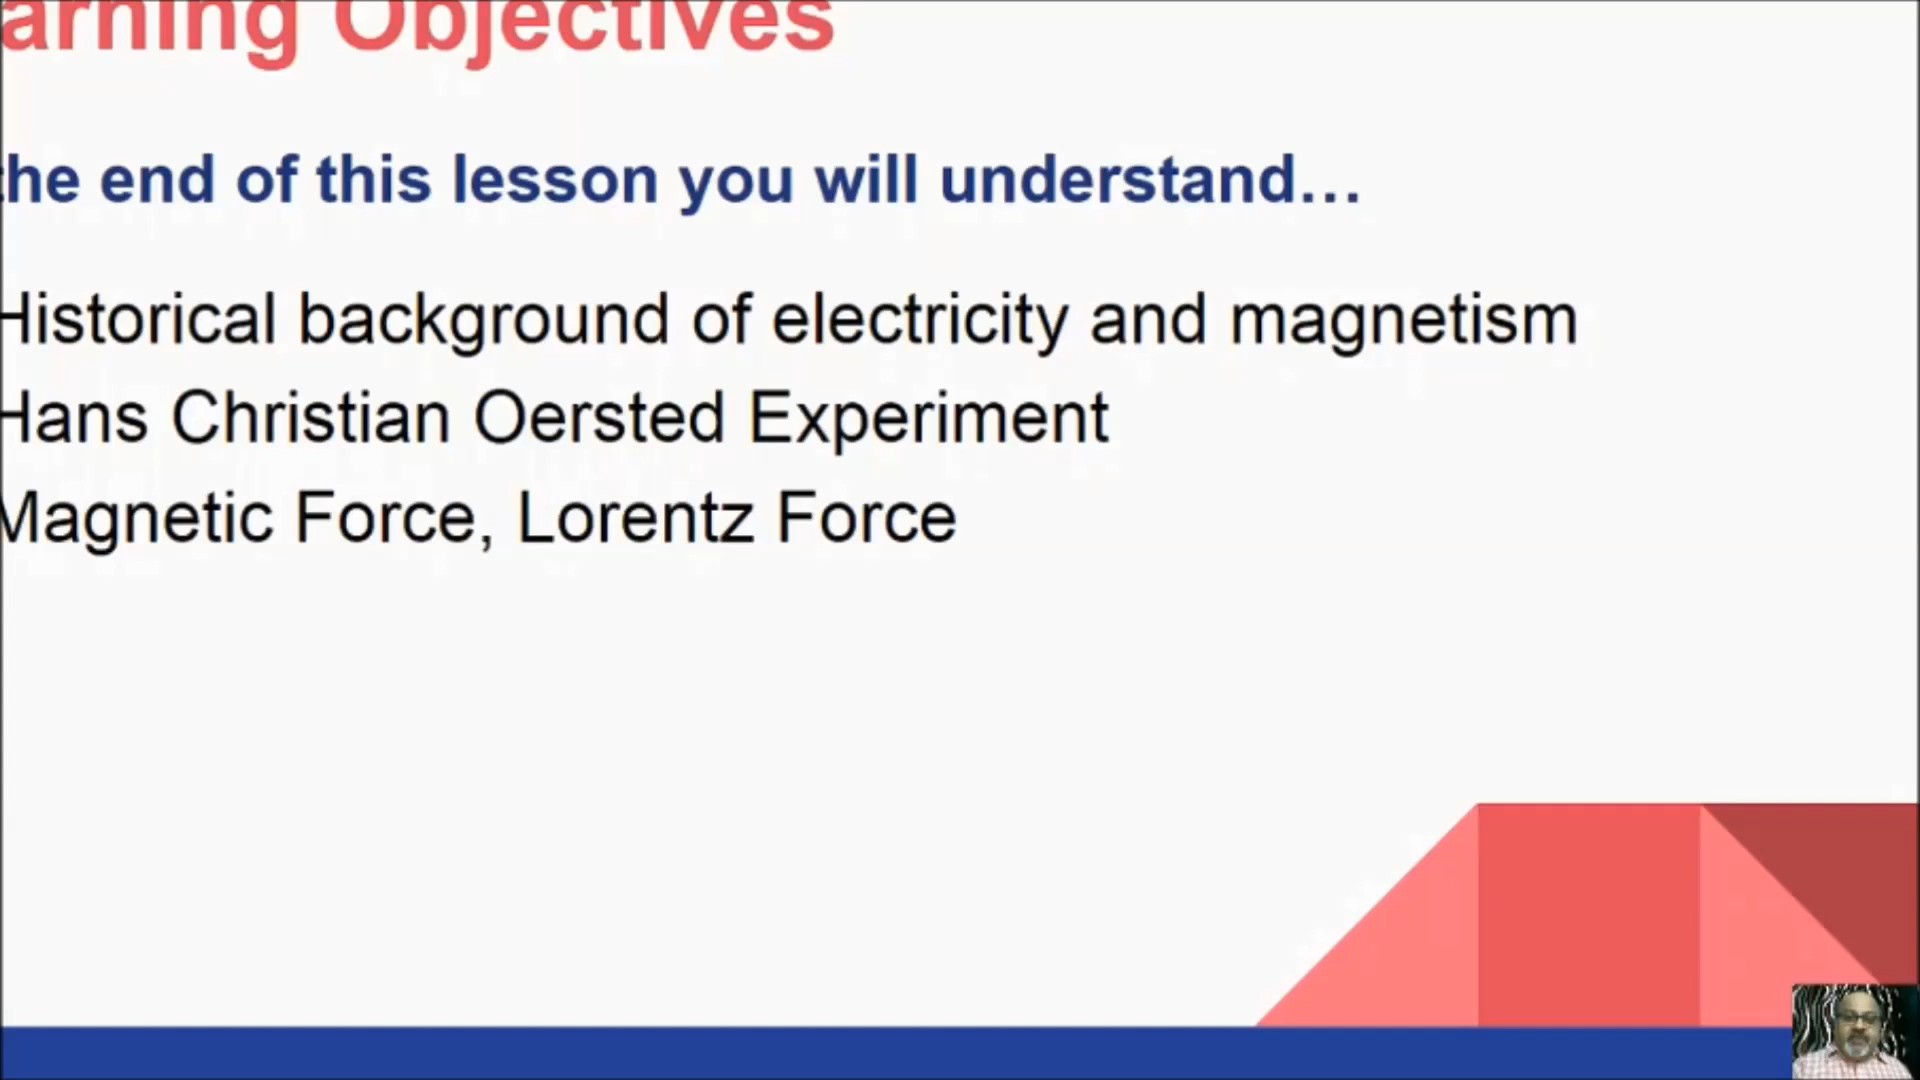 arning Objectives
the end of this lesson you will understand…
Historical background of electricity and magnetism
Hans Christian Oersted Experiment
Magnetic Force, Lorentz Force